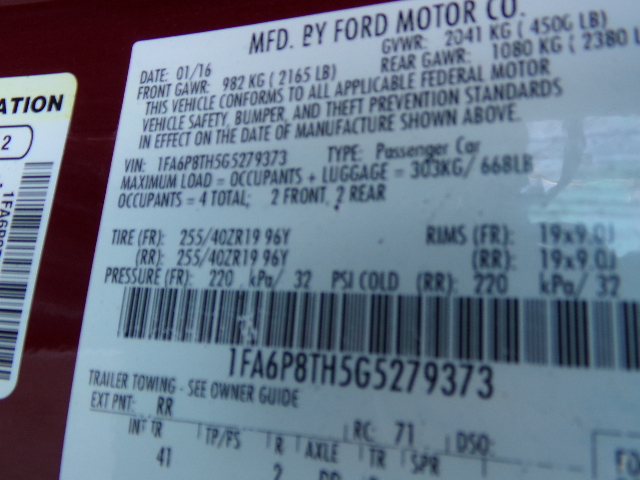 MFD. BY FORD MOTOR CO.
DATE: 01/16 GVWR: 2041 KG ( 4500 LB)
FRONT GAWR: 982 KG ( 2165 LB) REAR GAWR: 1080 KG ( 2380 L
THIS VEHICLE CONFORMS TO ALL APPLICABLE FEDERAL MOTOR
VEHICLE SAFETY, BUMPER, AND THEFT PREVENTION STANDARDS
IN EFFECT ON THE DATE OF MANUFACTURE SHOWN ABOVE.
VIN: 1FA6P8TH5G5279373 TYPE: Passenger Car
MAXIMUM LOAD = OCCUPANTS + LUGGAGE = 303KG/ 668LB
OCCUPANTS = 4 TOTAL; 2 FRONT, 2 REAR
TIRE (FR): 255/40ZR19 96Y RIMS (FR): 19x9.0J
(RR): 255/40ZR19 96Y (RR): 19x9.0J
PRESSURE (FR): 220 kPa/ 32 PSI COLD (RR): 220 kPa/ 32
1FA6P8TH5G5279373
TRAILER TOWING - SEE OWNER GUIDE
EXT PNT: RR RC: 71 DSO:
INT TR TP/PS R AXLE TR SPR
41 2
ATION
2